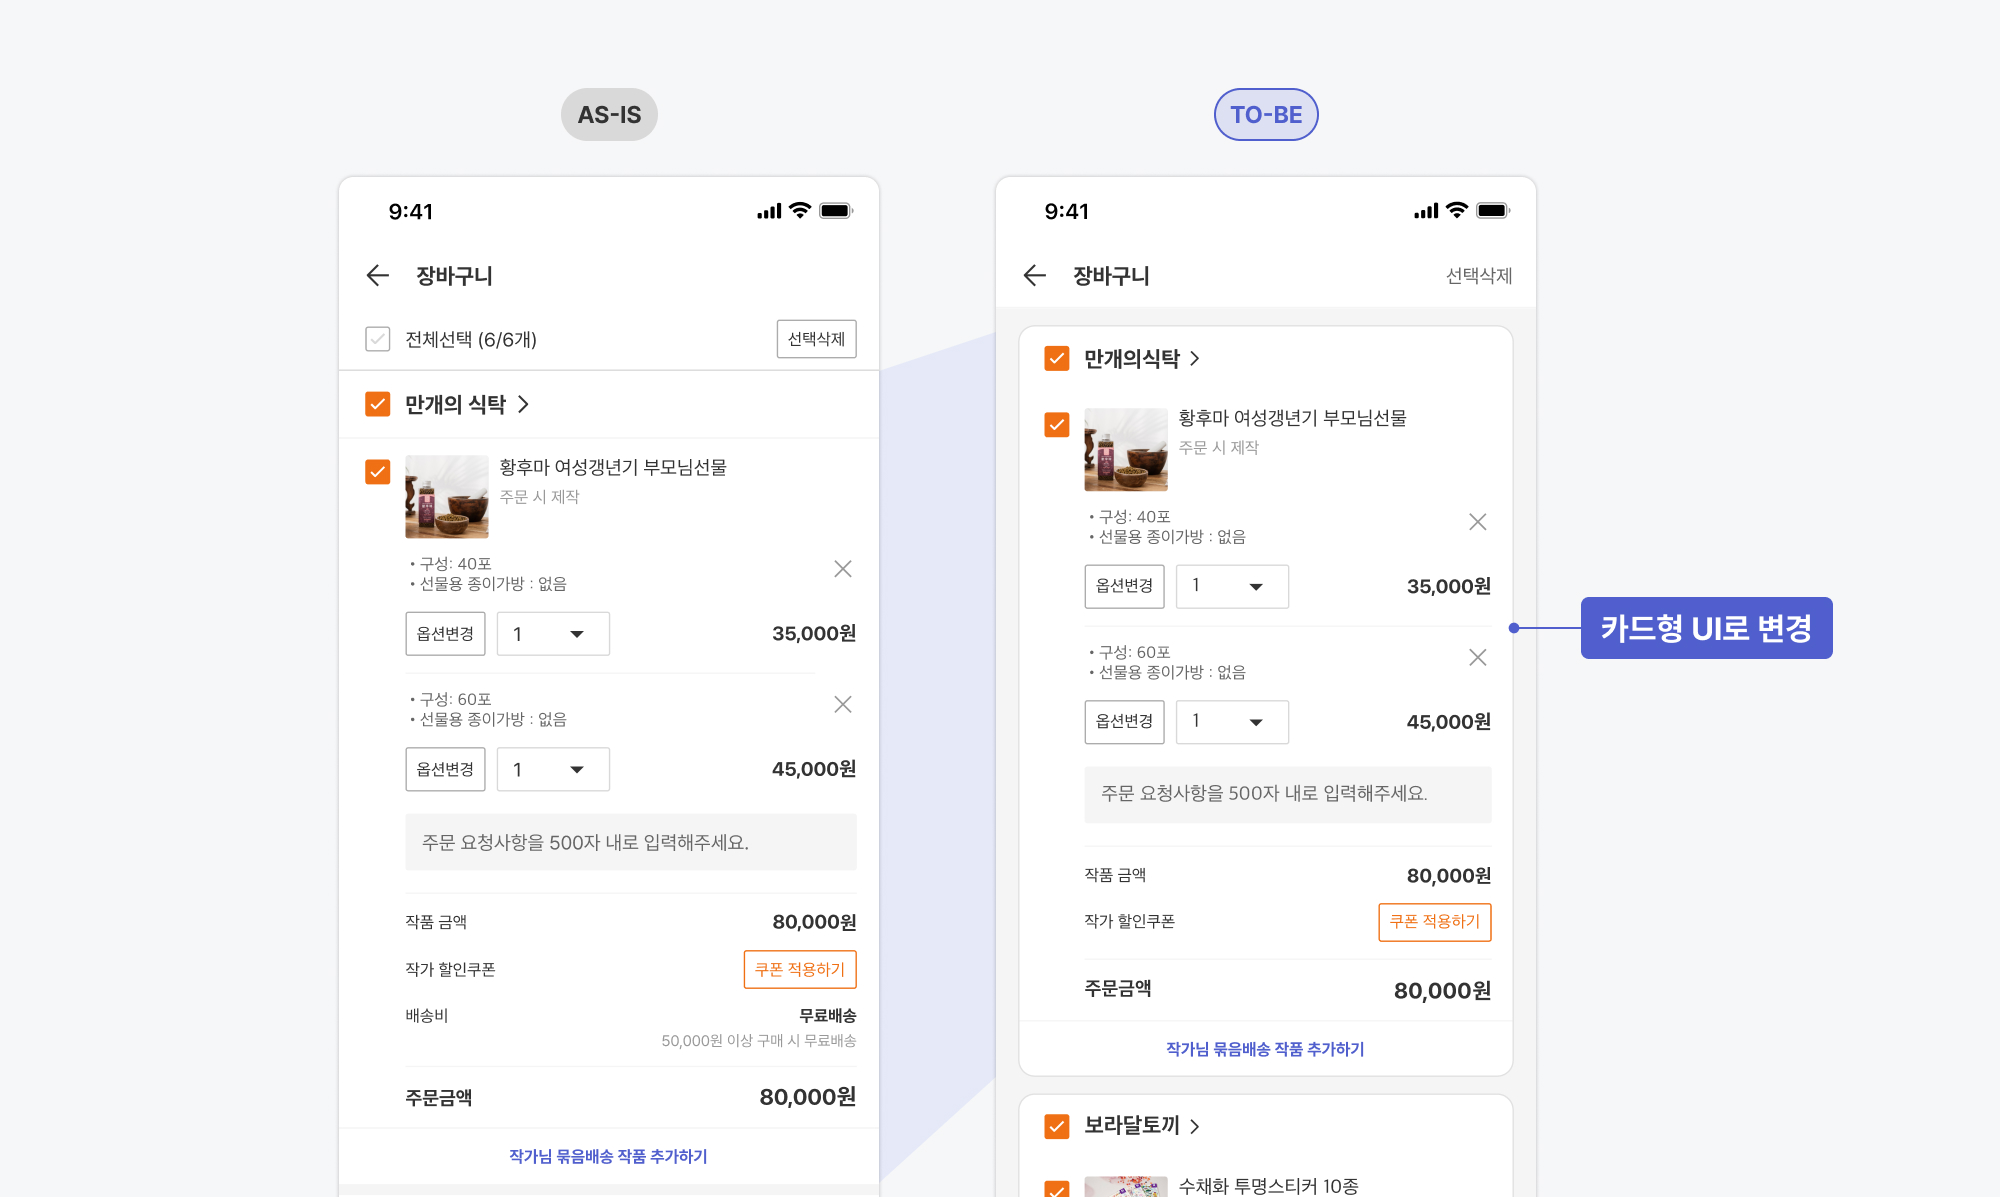 AS-IS
9:41
장바구니
전체선택 (6/6개)
선택삭제
만개의 식탁
황후마 여성갱년기 부모님선물
주문 시 제작
• 구성: 40포
• 선물용 종이가방 : 없음
옵션변경
1
35,000원
• 구성: 60포
• 선물용 종이가방 : 없음
옵션변경
1
45,000원
주문 요청사항을 500자 내로 입력해주세요.
작품 금액
80,000원
작가 할인쿠폰
쿠폰 적용하기
배송비
무료배송
50,000원 이상 구매 시 무료배송
주문금액
80,000원
작가님 묶음배송 작품 추가하기
TO-BE
9:41
장바구니
선택삭제
만개의식탁
황후마 여성갱년기 부모님선물
주문 시 제작
• 구성: 40포
• 선물용 종이가방 : 없음
옵션변경
1
35,000원
• 구성: 60포
• 선물용 종이가방 : 없음
옵션변경
1
45,000원
주문 요청사항을 500자 내로 입력해주세요.
작품 금액
80,000원
작가 할인쿠폰
쿠폰 적용하기
주문금액
80,000원
작가님 묶음배송 작품 추가하기
보라달토끼
수채화 투명스티커 10종
카드형 UI로 변경